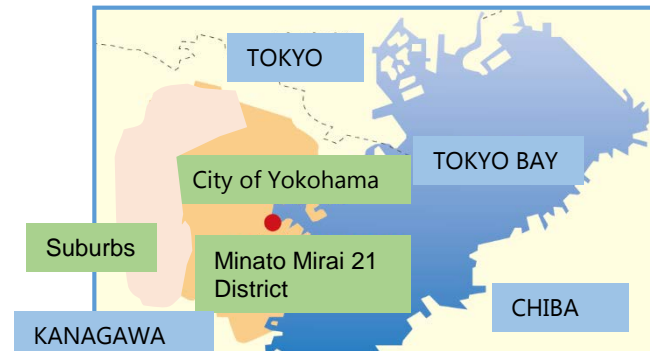 TOKYO
TOKYO BAY
City of Yokohama
Suburbs
Minato Mirai 21
District
CHIBA
KANAGAWA